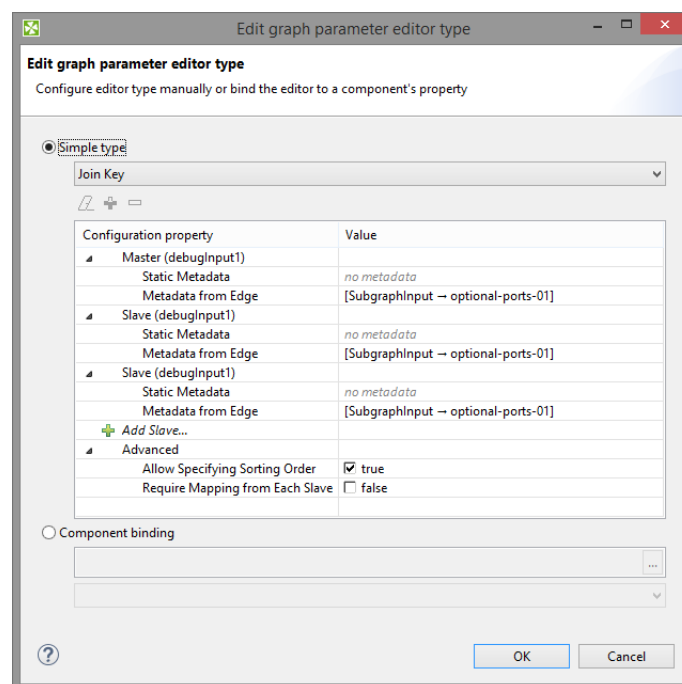 Edit graph parameter editor type
Edit graph parameter editor type
Configure editor type manually or bind the editor to a component's property
Simple type
Join Key
Configuration property Value
Master (debugInput1)
Static Metadata no metadata
Metadata from Edge [SubgraphInput → optional-ports-01]
Slave (debugInput1)
Static Metadata no metadata
Metadata from Edge [SubgraphInput → optional-ports-01]
Slave (debugInput1)
Static Metadata no metadata
Metadata from Edge [SubgraphInput → optional-ports-01]
Add Slave...
Advanced
Allow Specifying Sorting Order true
Require Mapping from Each Slave false
Component binding
...
OK Cancel